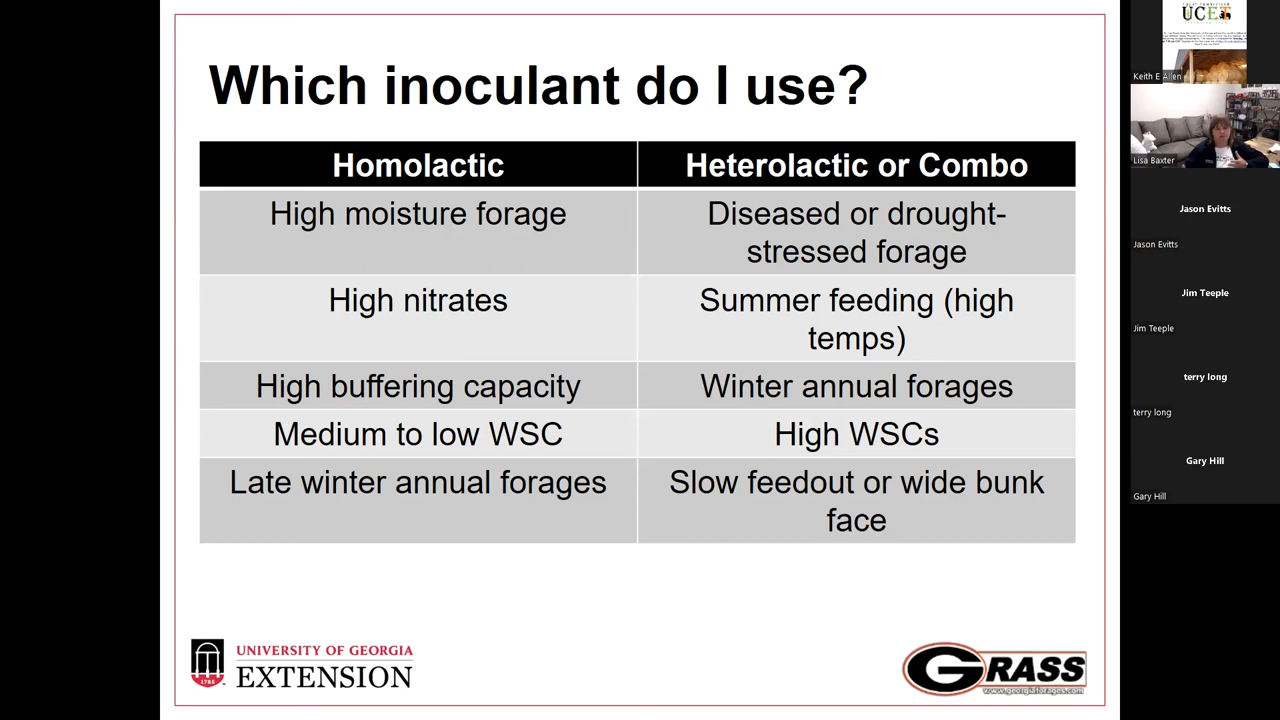 Which inoculant do I use?
Homolactic
Heterolactic or Combo
High moisture forage
Diseased or drought-
stressed forage
High nitrates
Summer feeding (high
temps)
High buffering capacity
Winter annual forages
Medium to low WSC
High WSCs
Late winter annual forages
Slow feedout or wide bunk
face
1785
UNIVERSITY OF GEORGIA
EXTENSION
GRASS
www.georgiaforages.com
UCET
Keith E Allen
Lisa Baxter
Jason Evitts
Jason Evitts
Jim Teeple
Jim Teeple
terry long
terry long
Gary Hill
Gary Hill